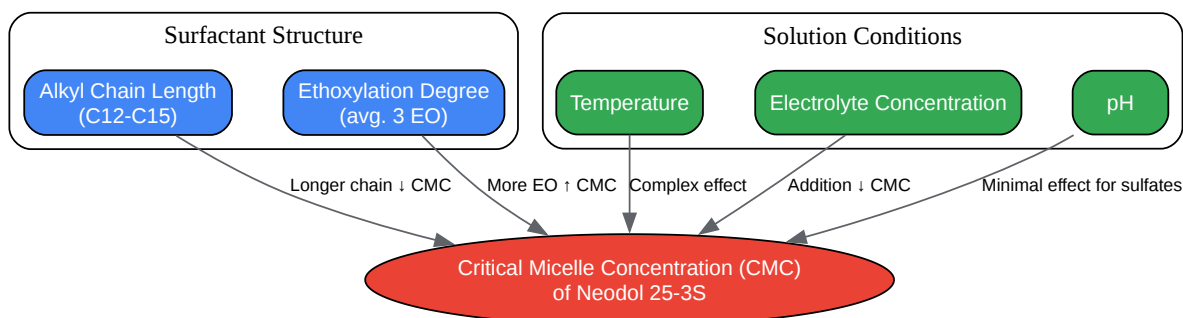 Surfactant Structure
Solution Conditions
Alkyl Chain Length
(C12-C15)
Ethoxylation Degree
(avg. 3 EO)
Temperature
Electrolyte Concentration
pH
Longer chain ↓ CMC
More EO ↑ CMC
Complex effect
Addition ↓ CMC
Minimal effect for sulfates
Critical Micelle Concentration (CMC)
of Neodol 25-3S